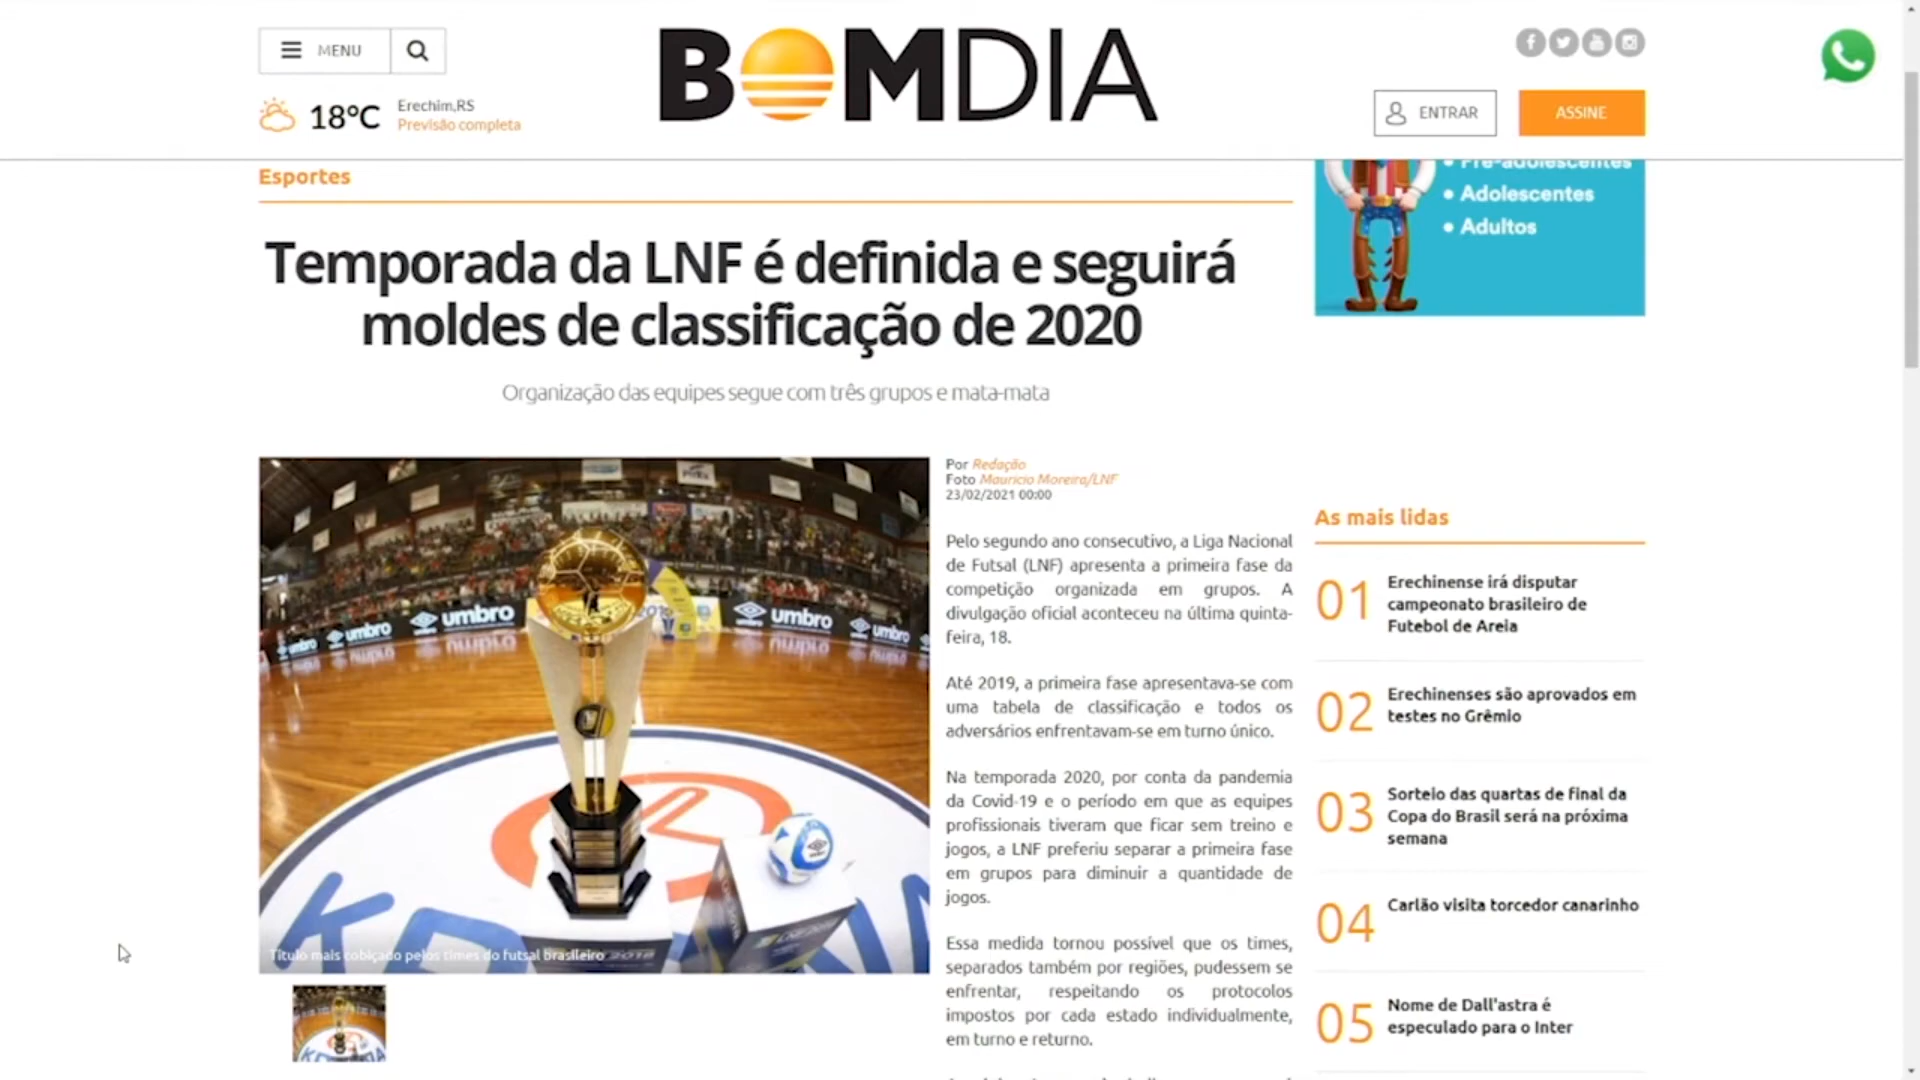 MENU
BOMDIA
18°C
Erechim,RS
Previsão completa
ENTRAR
ASSINE
Esportes
• Pré-adolescentes
• Adolescentes
• Adultos
Temporada da LNF é definida e seguirá
moldes de classificação de 2020
Organização das equipes segue com três grupos e mata-mata
Por Redação
Foto Mauricio Moreira/LNF
23/02/2021 00:00
Pelo segundo ano consecutivo, a Liga Nacional
de Futsal (LNF) apresenta a primeira fase da
competição organizada em grupos. A
divulgação oficial aconteceu na última quinta-
feira, 18.
Até 2019, a primeira fase apresentava-se com
uma tabela de classificação e todos os
adversários enfrentavam-se em turno único.
Na temporada 2020, por conta da pandemia
da Covid-19 e o período em que as equipes
profissionais tiveram que ficar sem treino e
jogos, a LNF preferiu separar a primeira fase
em grupos para diminuir a quantidade de
jogos.
Essa medida tornou possível que os times,
separados também por regiões, pudessem se
enfrentar, respeitando os protocolos
impostos por cada estado individualmente,
em turno e returno.
umbro
umbro
umbro
umbro
umbro
Título mais cobiçado pelos times do futsal brasileiro
2018
As mais lidas
01 Erechinense irá disputar
campeonato brasileiro de
Futebol de Areia
02 Erechinenses são aprovados em
testes no Grêmio
03 Sorteio das quartas de final da
Copa do Brasil será na próxima
semana
04 Carlão visita torcedor canarinho
05 Nome de Dall'astra é
especulado para o Inter